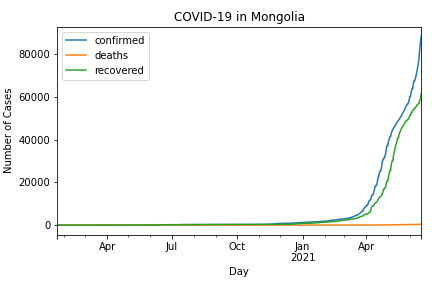 COVID-19 in Mongolia
confirmed
deaths
recovered
Number of Cases
80000
60000
40000
20000
0
Apr
Jul
Oct
Jan
2021
Apr
Day